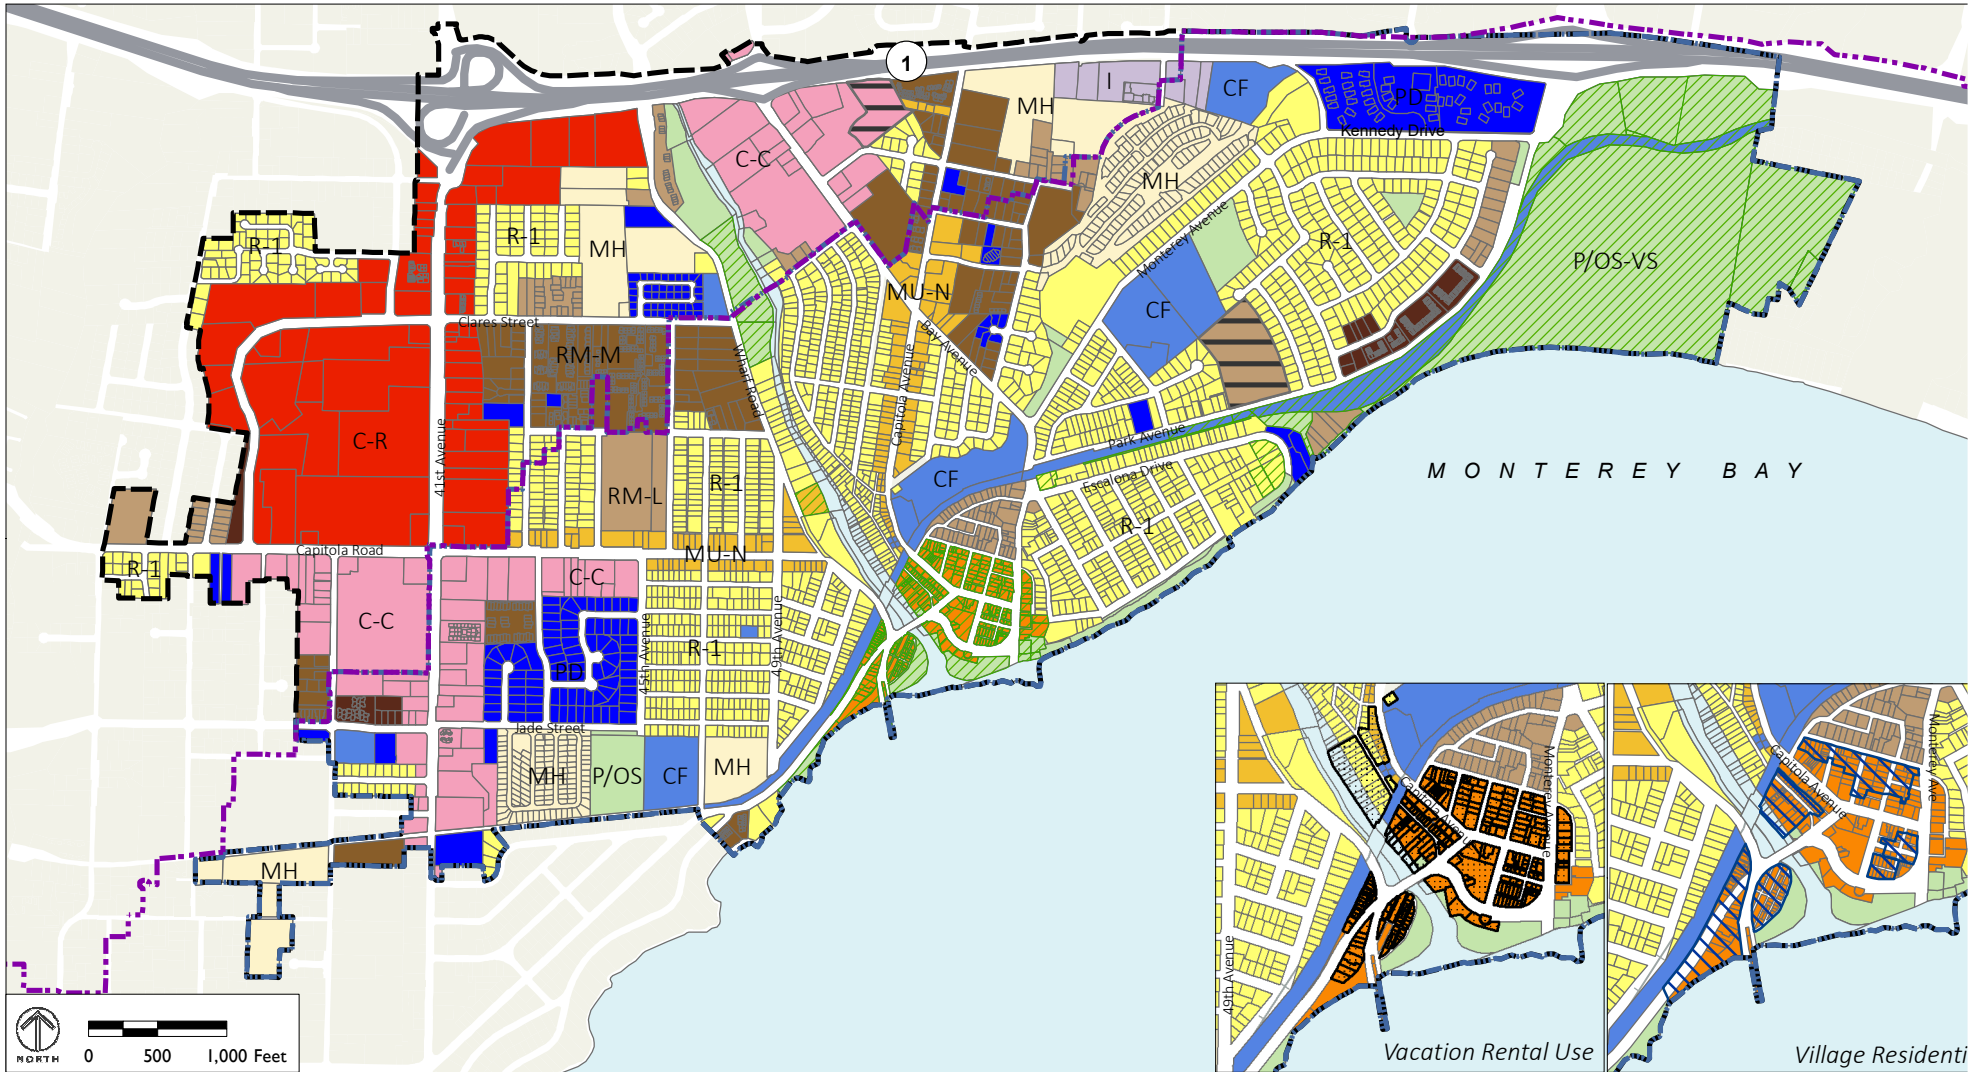 1
MH
I
CF
PD
Kennedy Drive
C-C
MH
R-1
R-1
MH
Monterey Avenue
R-1
P/OS-VS
MU-N
CF
Clares Street
RM-M
Wharf Road
Bay Avenue
Capitola Avenue
C-R
41st Avenue
Park Avenue
Escalona Drive
MONTEREY BAY
RM-L
R-1
CF
R-1
Capitola Road
MU-N
R-1
C-C
C-C
R-1
PD
45th Avenue
49th Avenue
Jade Street
MH
P/OS
CF
MH
MH
NORTH
0 500 1,000 Feet
Capitola Avenue
Monterey Avenue
49th Avenue
Vacation Rental Use
Capitola Avenue
Monterey Ave
Village Residenti